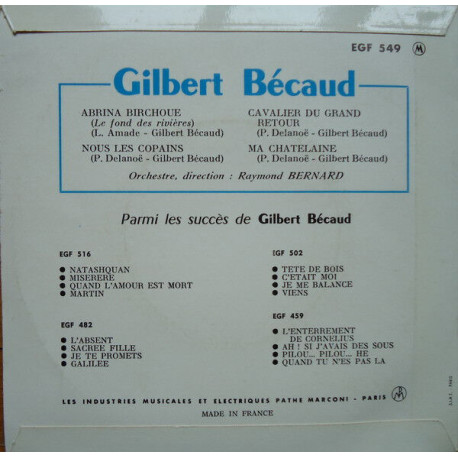 EGF 549 M
Gilbert Bécaud
ABRINA BIRCHOUE
(Le fond des rivières)
(L. Amade - Gilbert Bécaud)
NOUS LES COPAINS
(P. Delanoë - Gilbert Bécaud)
CAVALIER DU GRAND
RETOUR
(P. Delanoë - Gilbert Bécaud)
MA CHATELAINE
(P. Delanoë - Gilbert Bécaud)
Orchestre, direction : Raymond BERNARD
Parmi les succès de Gilbert Bécaud
EGF 516
● NATASHQUAN
● MISERERE
● QUAND L'AMOUR EST MORT
● MARTIN
EGF 482
● L'ABSENT
● SACREE FILLE
● JE TE PROMETS
● GALILEE
EGF 502
● TETE DE BOIS
● C'ETAIT MOI
● JE ME BALANCE
● VIENS
EGF 459
● L'ENTERREMENT
DE CORNELIUS
● AH ! SI J'AVAIS DES SOUS
● PILOU... PILOU... HE
● QUAND TU N'ES PAS LA
LES INDUSTRIES MUSICALES ET ELECTRIQUES PATHE MARCONI - PARIS
MADE IN FRANCE